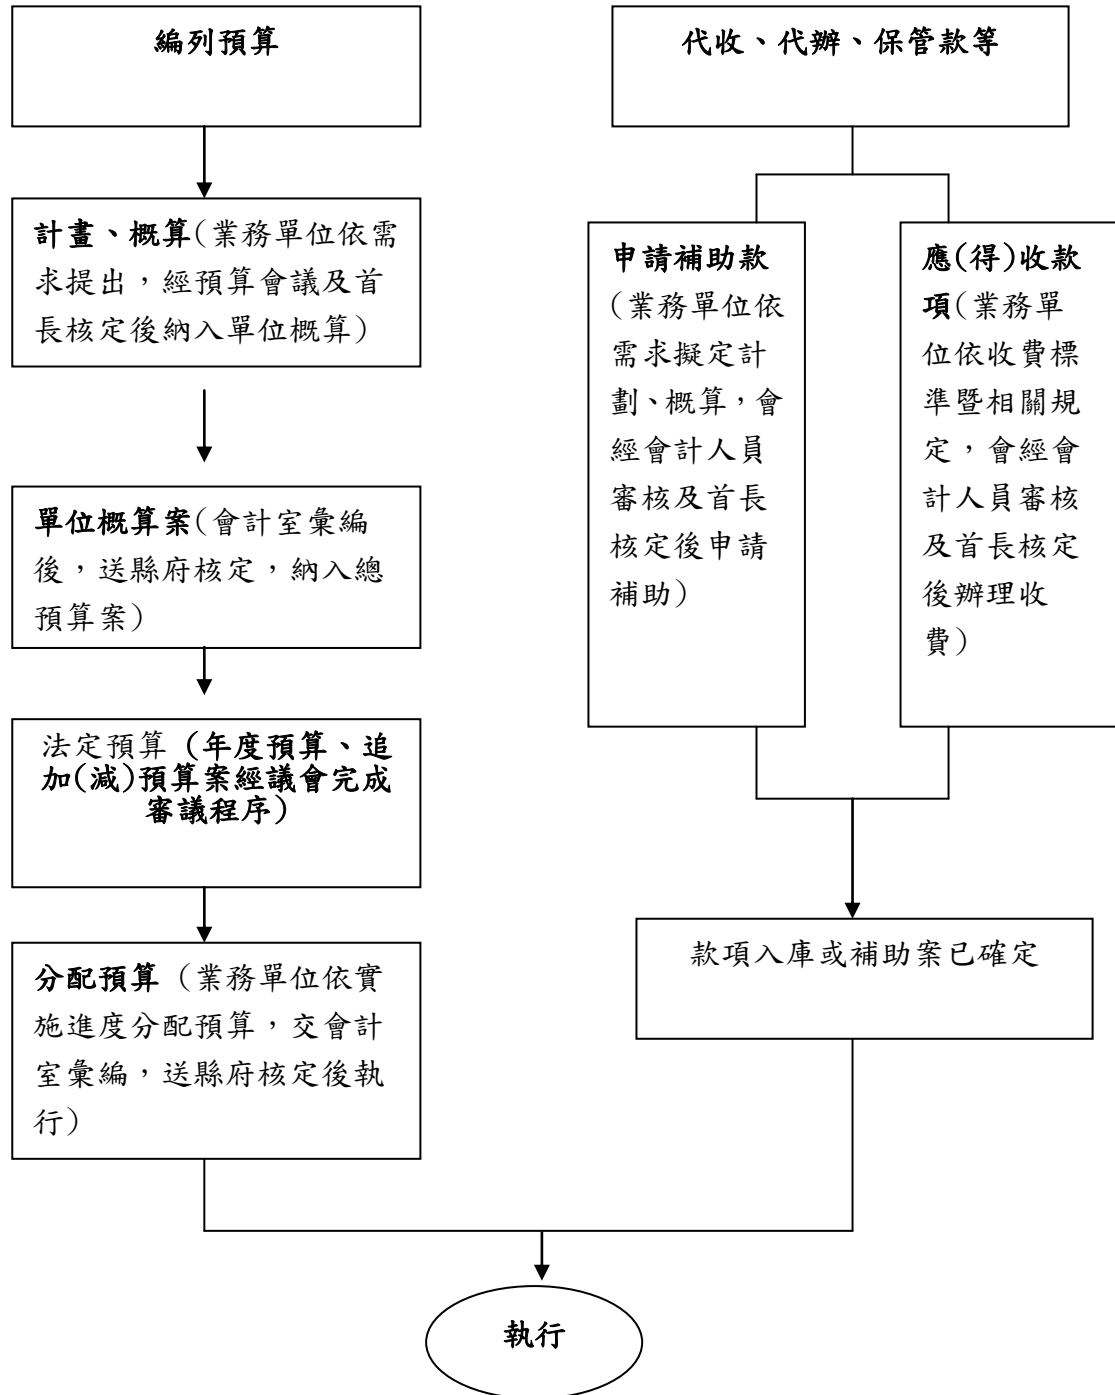 編列預算
計畫、概算(業務單位依需
求提出，經預算會議及首
長核定後納入單位概算)
單位概算案(會計室彙編
後，送縣府核定，納入總
預算案)
法定預算（年度預算、追
加(減)預算案經議會完成
審議程序）
分配預算（業務單位依實
施進度分配預算，交會計
室彙編，送縣府核定後執
行）
代收、代辦、保管款等
申請補助款
(業務單位依
需求擬定計
劃、概算，會
經會計人員
審核及首長
核定後申請
補助)
應(得)收款
項(業務單
位依收費標
準暨相關規
定，會經會
計人員審核
及首長核定
後辦理收
費)
款項入庫或補助案已確定
執行